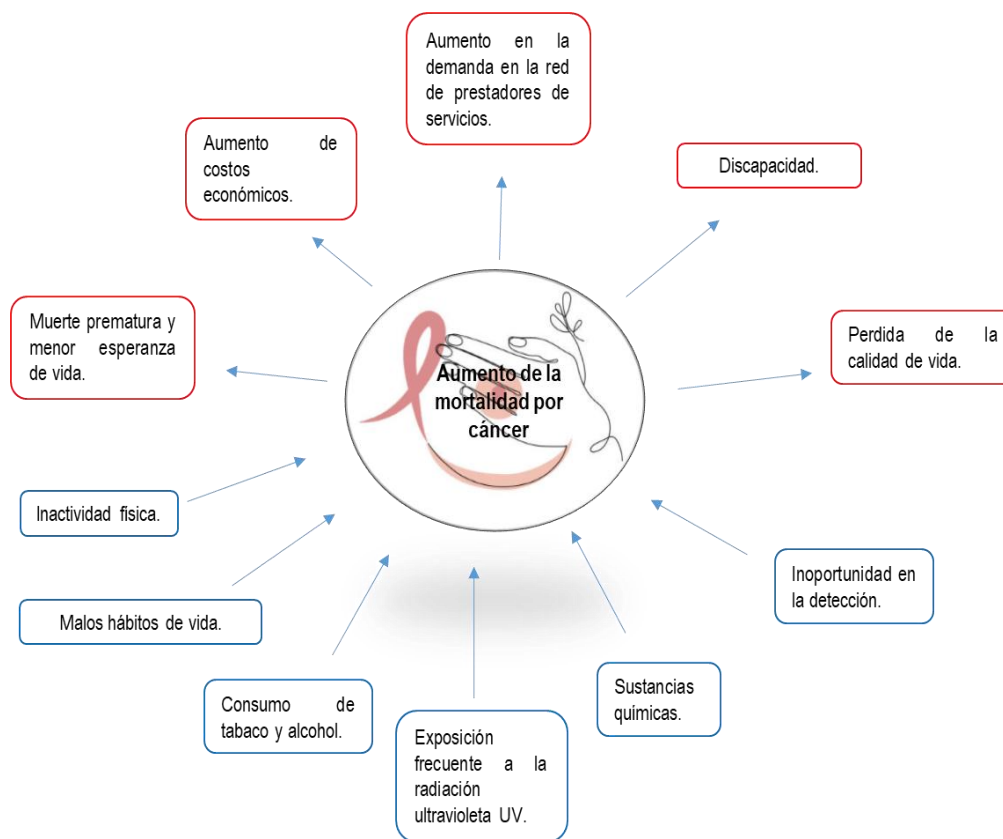 Aumento en la
demanda en la red
de prestadores de
servicios.
Aumento de
costos
económicos.
Discapacidad.
Muerte prematura y
menor esperanza
de vida.
Perdida de la
calidad de vida.
Aumento de la
mortalidad por
cáncer
Inactividad física.
Inoportunidad en
la detección.
Malos hábitos de vida.
Sustancias
químicas.
Consumo de
tabaco y alcohol.
Exposición
frecuente a la
radiación
ultravioleta UV.